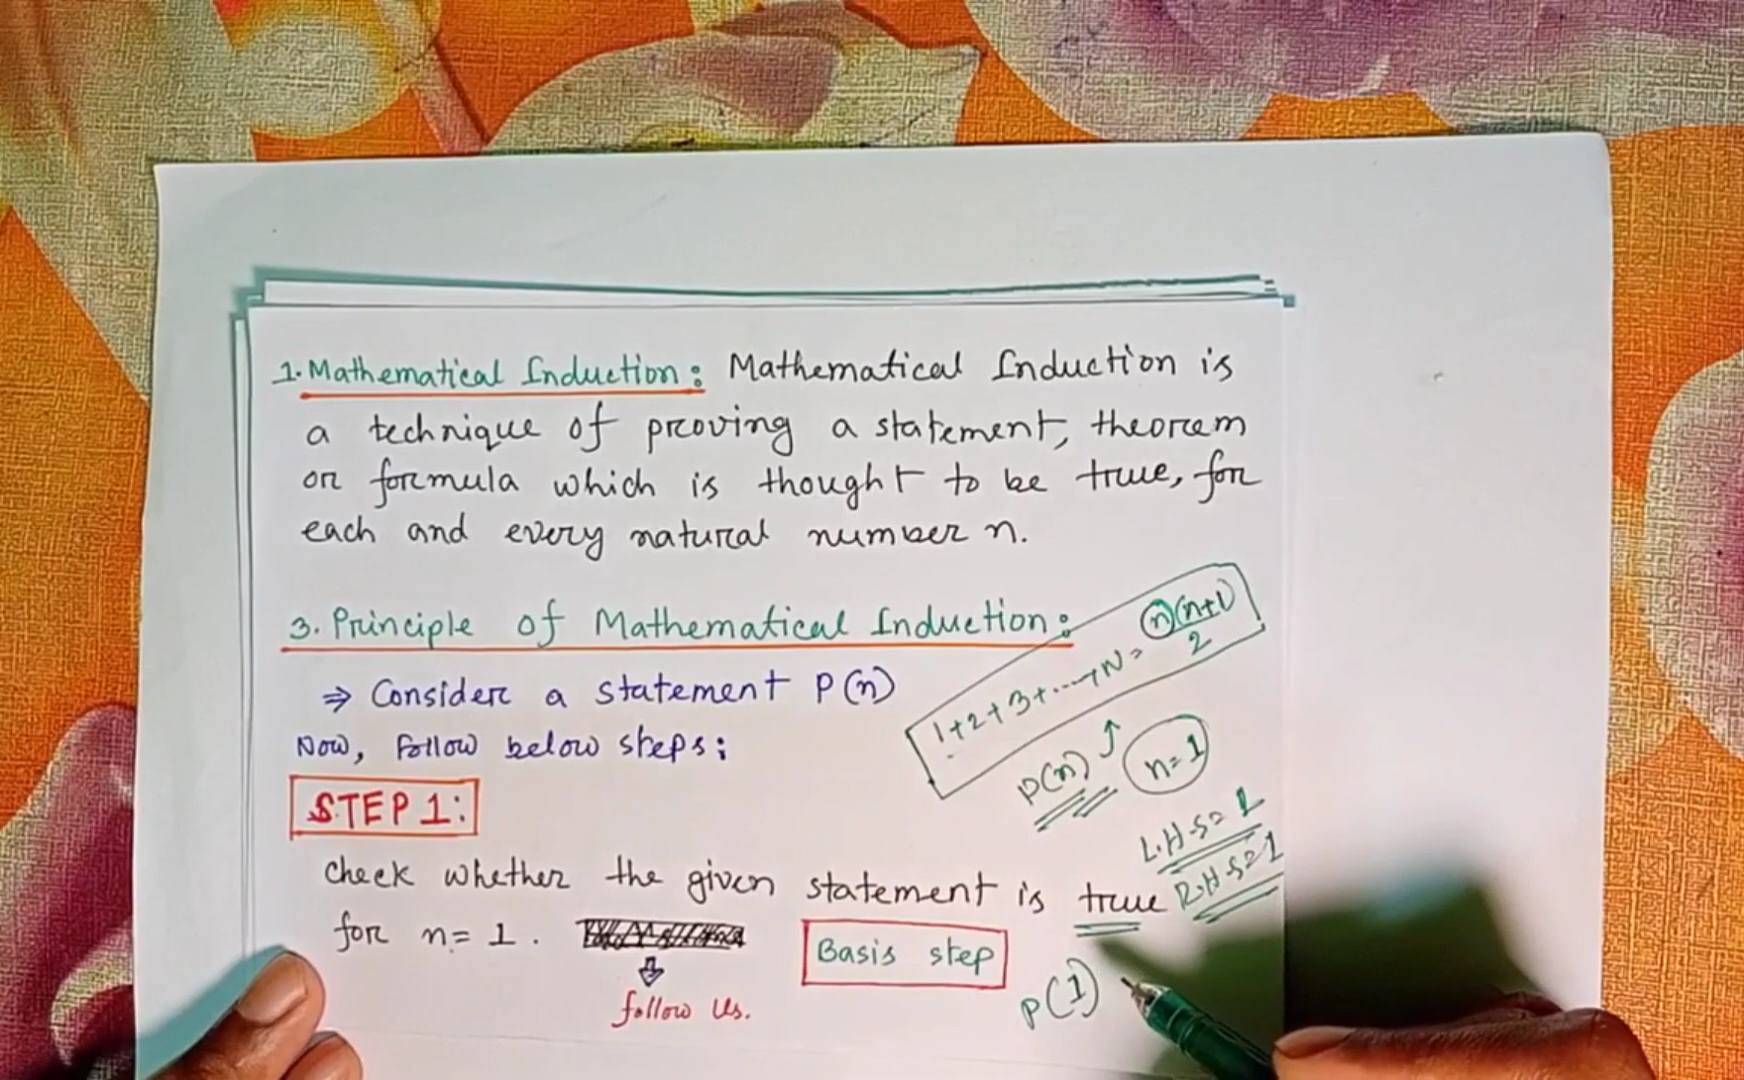 1. Mathematical Induction: Mathematical Induction is
a technique of proving a statement, theorem
or formula which is thought to be true, for
each and every natural number n.
3. Principle of Mathematical Induction:
⇒ Consider a statement P(n)
Now, Follow below steps:
1+2+3+....+N = n(n+1)/2
P(n) ↑
n=1
STEP 1:
L.H.S = 1
R.H.S = 1
check whether the given statement is true
for n = 1.
Basis step
P(1)
follow Us.